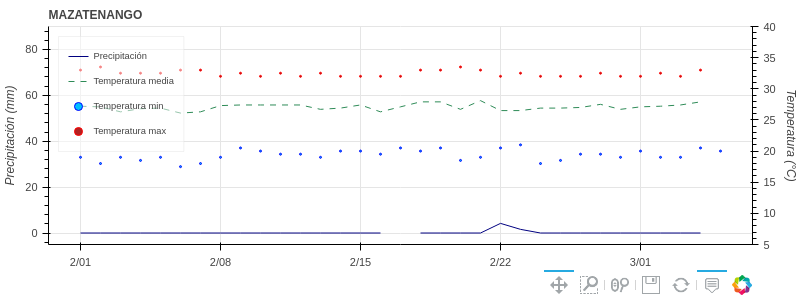 MAZATENANGO
Precipitación (mm)
80
60
40
20
0
Precipitación
Temperatura media
Temperatura min
Temperatura max
40
35
30
25
20
15
10
5
Temperatura (°C)
2/01 2/08 2/15 2/22 3/01